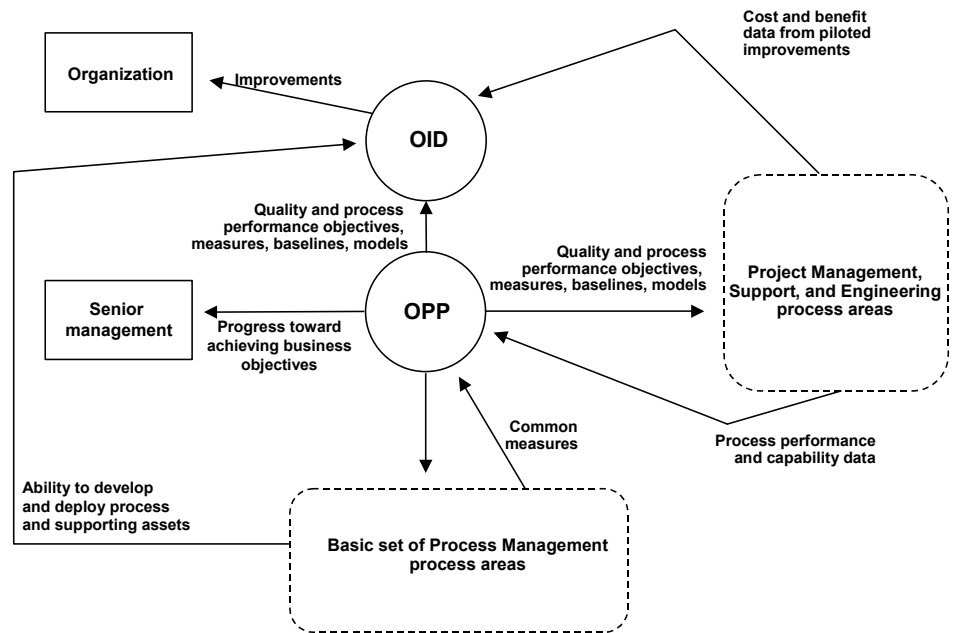 Cost and benefit
data from piloted
improvements
Organization
Improvements
OID
Quality and process
performance objectives,
measures, baselines, models
Quality and process
performance objectives,
measures, baselines, models
Project Management,
Support, and Engineering
process areas
Senior
management
OPP
Progress toward
achieving business
objectives
Common
measures
Process performance
and capability data
Ability to develop
and deploy process
and supporting assets
Basic set of Process Management
process areas